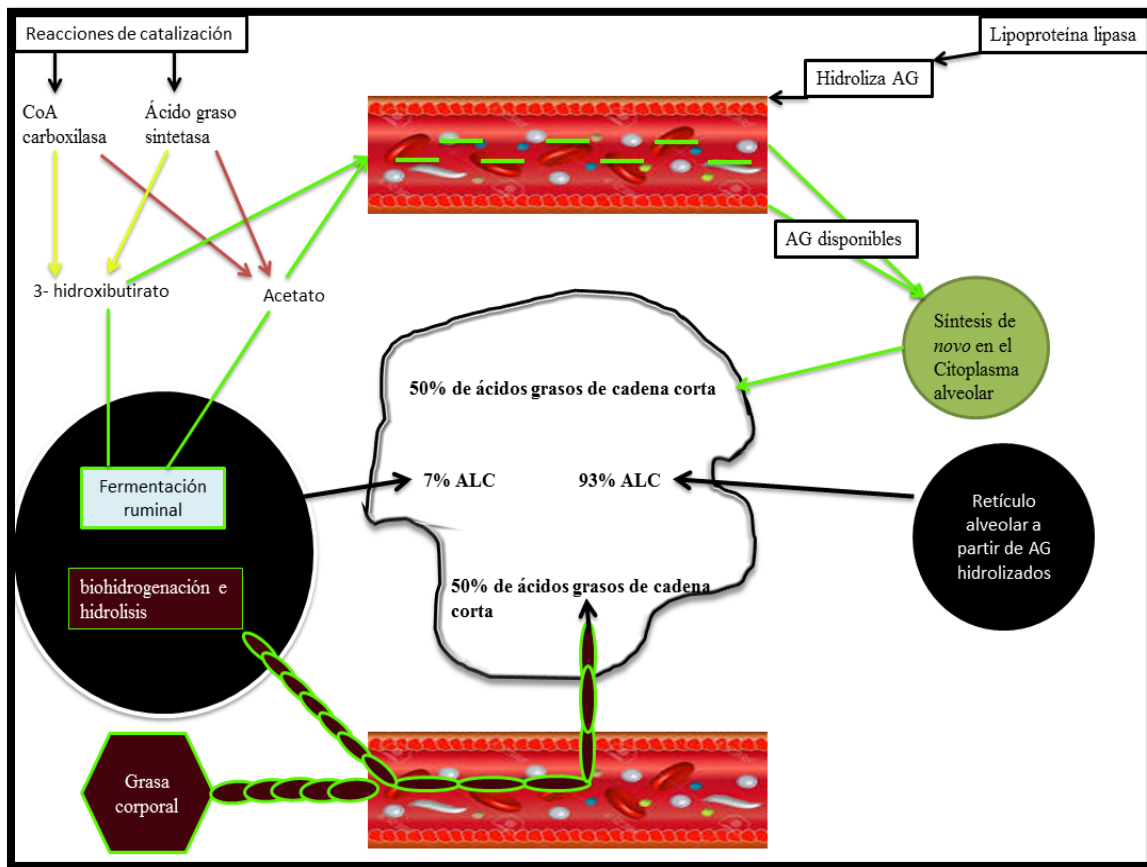 Reacciones de catalización
Lipoproteína lipasa
Hidroliza AG
CoA
carboxilasa
Ácido graso
sintetasa
AG disponibles
3- hidroxibutirato
Acetato
Síntesis de
novo en el
Citoplasma
alveolar
50% de ácidos grasos de cadena corta
Fermentación
ruminal
7% ALC
93% ALC
Retículo
alveolar a
partir de AG
hidrolizados
biohidrogenación e
hidrolisis
50% de ácidos grasos de cadena
corta
Grasa
corporal